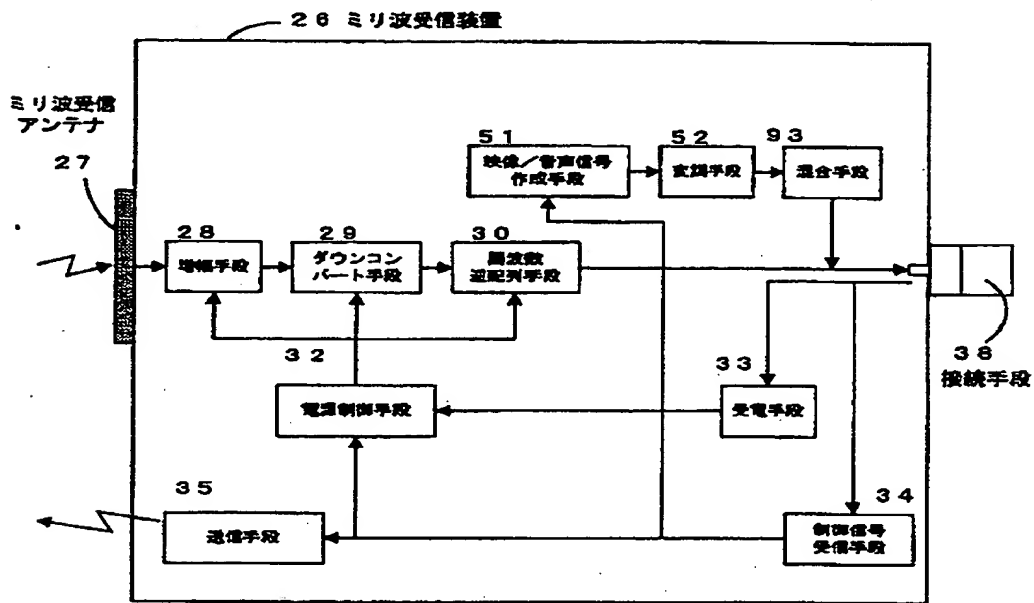 26 ミリ波受信装置
ミリ波受信
アンテナ
27
51
映像/音声信号
作成手段
52
変調手段
93
混合手段
28
増幅手段
29
ダウンコン
バート手段
30
周波数
逆配列手段
38
接続手段
32
電源制御手段
33
受電手段
35
送信手段
34
制御信号
受信手段